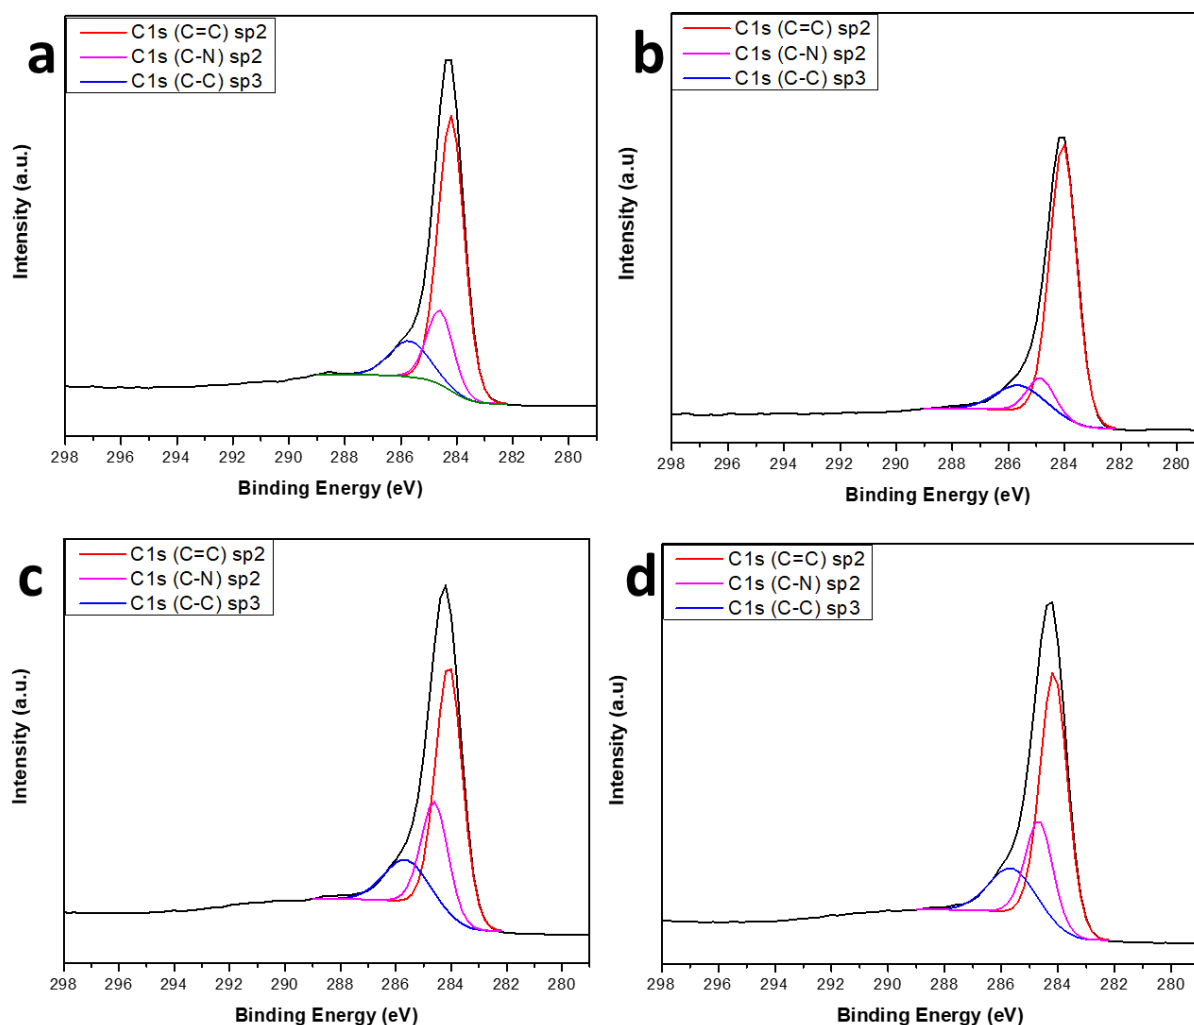 a
C1s (C=C) sp2
C1s (C-N) sp2
C1s (C-C) sp3
Intensity (a.u.)
298 296 294 292 290 288 286 284 282 280
Binding Energy (eV)
b
C1s (C=C) sp2
C1s (C-N) sp2
C1s (C-C) sp3
Intensity (a.u)
298 296 294 292 290 288 286 284 282 280
Binding Energy (eV)
c
C1s (C=C) sp2
C1s (C-N) sp2
C1s (C-C) sp3
Intensity (a.u.)
298 296 294 292 290 288 286 284 282 280
Binding Energy (eV)
d
C1s (C=C) sp2
C1s (C-N) sp2
C1s (C-C) sp3
Intensity (a.u)
298 296 294 292 290 288 286 284 282 280
Binding Energy (eV)